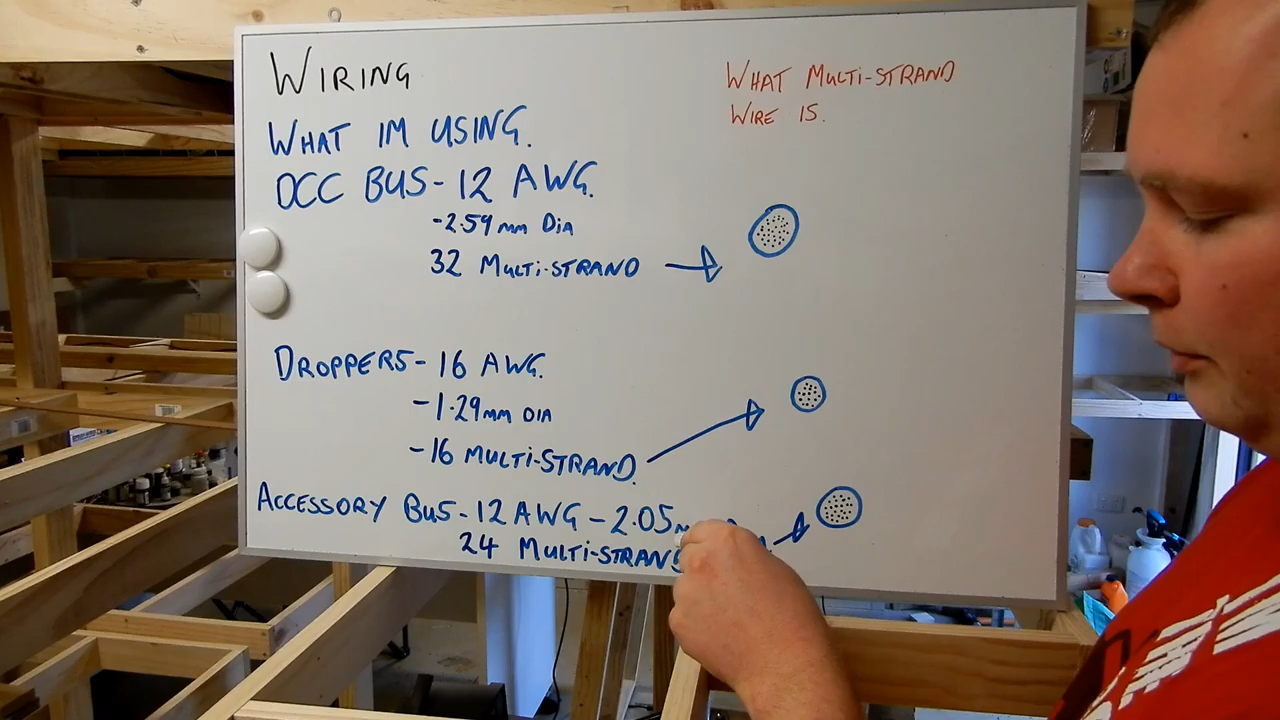 WIRING
WHAT IM USING.
DCC BUS - 12 AWG.
- 2.59mm DIA
32 MULTI-STRAND
DROPPERS - 16 AWG.
- 1.29mm DIA
- 16 MULTI-STRAND.
ACCESSORY BUS - 12 AWG - 2.05
24 MULTI-STRAND
WHAT MULTI-STRAND
WIRE IS.